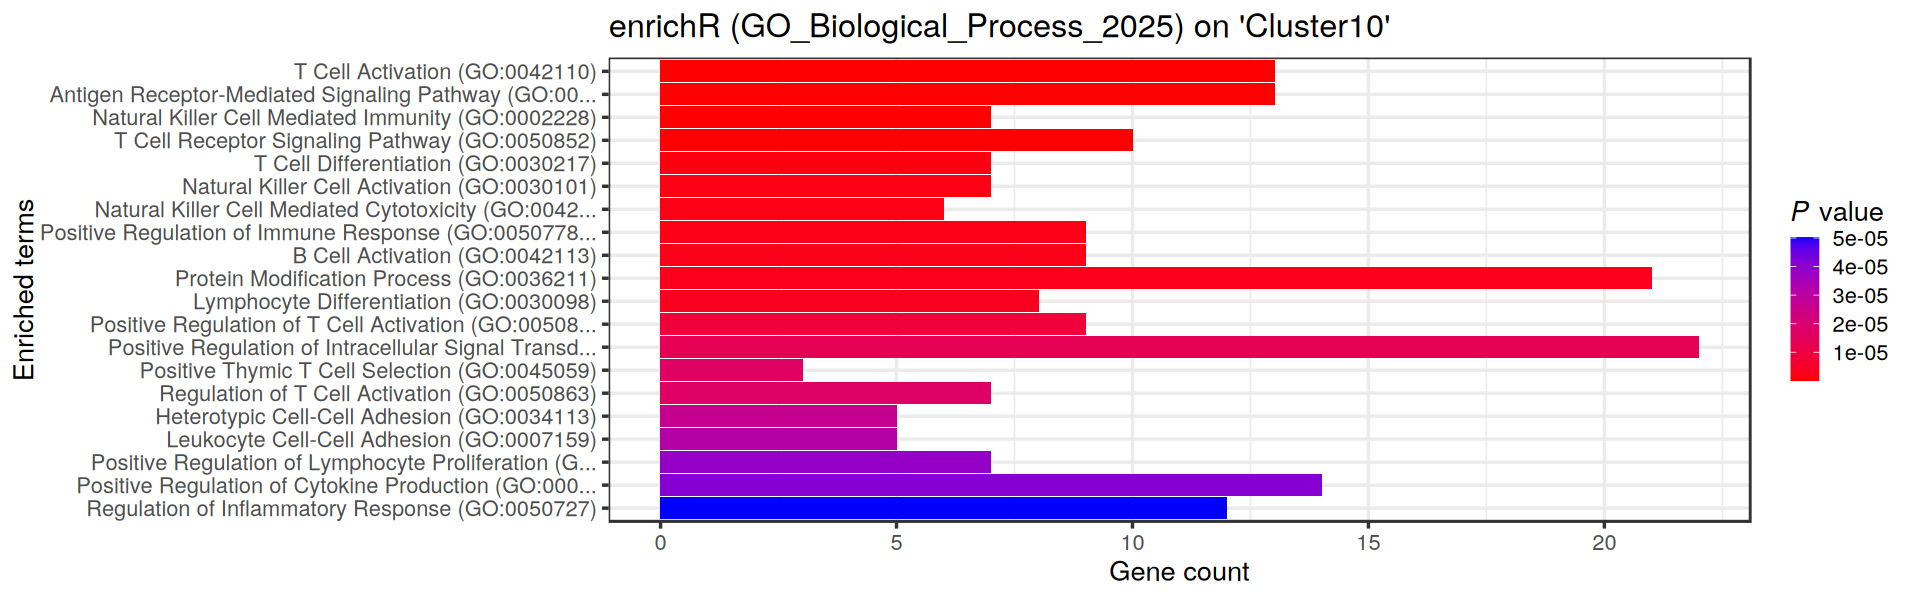 enrichR (GO_Biological_Process_2025) on 'Cluster10'
Enriched terms
T Cell Activation (GO:0042110)
Antigen Receptor-Mediated Signaling Pathway (GO:00...
Natural Killer Cell Mediated Immunity (GO:0002228)
T Cell Receptor Signaling Pathway (GO:0050852)
T Cell Differentiation (GO:0030217)
Natural Killer Cell Activation (GO:0030101)
Natural Killer Cell Mediated Cytotoxicity (GO:0042...
Positive Regulation of Immune Response (GO:0050778...
B Cell Activation (GO:0042113)
Protein Modification Process (GO:0036211)
Lymphocyte Differentiation (GO:0030098)
Positive Regulation of T Cell Activation (GO:00508...
Positive Regulation of Intracellular Signal Transd...
Positive Thymic T Cell Selection (GO:0045059)
Regulation of T Cell Activation (GO:0050863)
Heterotypic Cell-Cell Adhesion (GO:0034113)
Leukocyte Cell-Cell Adhesion (GO:0007159)
Positive Regulation of Lymphocyte Proliferation (G...
Positive Regulation of Cytokine Production (GO:000...
Regulation of Inflammatory Response (GO:0050727)
0 5 10 15 20
Gene count
P value
5e-05
4e-05
3e-05
2e-05
1e-05